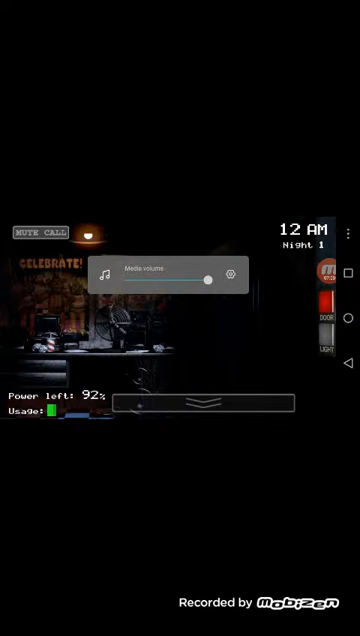 MUTE CALL
12 AM
Night 1
CELEBRATE!
Media volume
DOOR
LIGHT
Power left: 92%
Usage:
Recorded by Mobizen